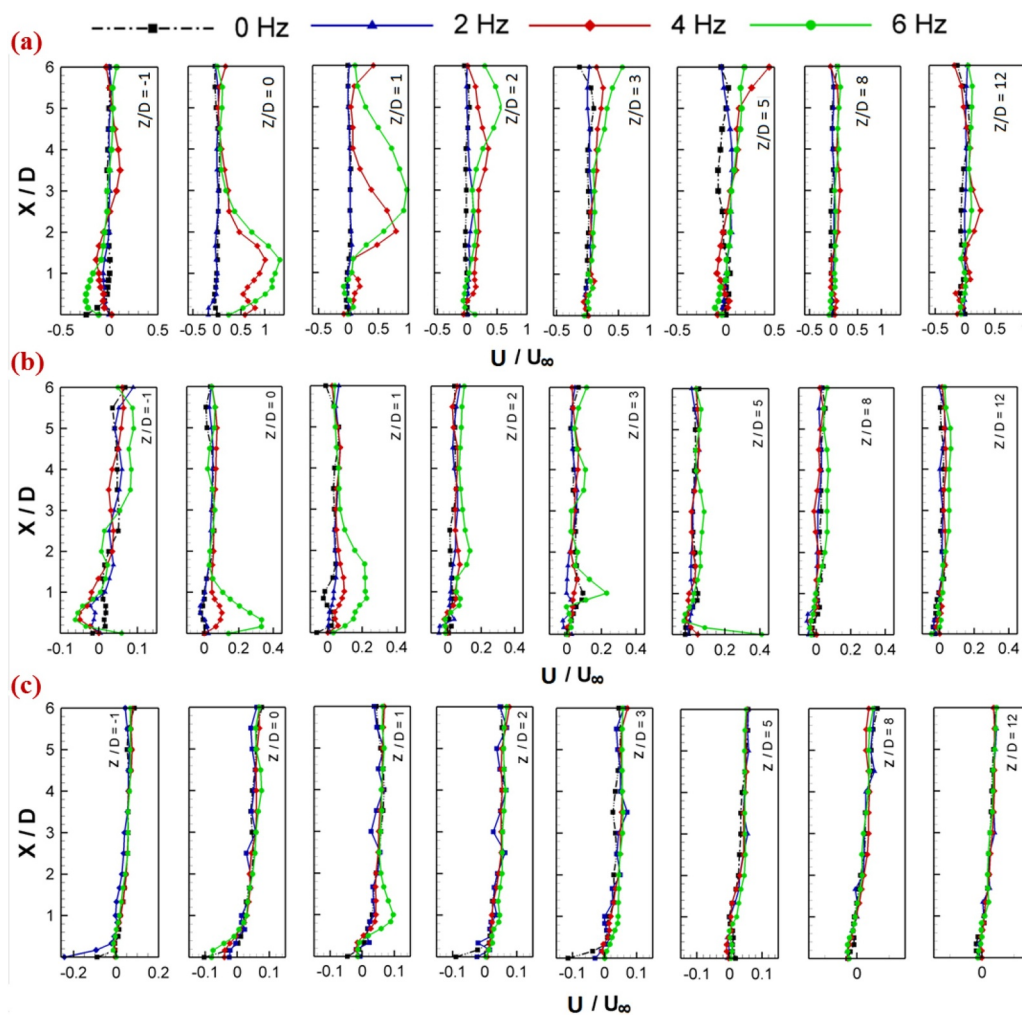 0 Hz 2 Hz 4 Hz 6 Hz
(a)
X / D
6 5 4 3 2 1 0
Z/D = -1 Z/D = 0 Z/D = 1 Z/D = 2 Z/D = 3 Z/D = 5 Z/D = 8 Z/D = 12
-0.5 0 0.5 -0.5 0 0.5 1 -0.5 0 0.5 1 -0.5 0 0.5 1 -0.5 0 0.5 1 -0.5 0 0.5 -0.5 0 0.5 1 -0.5 0 0.5
U / U∞
(b)
X / D
6 5 4 3 2 1 0
Z / D = -1 Z / D = 0 Z / D = 1 Z / D = 2 Z / D = 3 Z / D = 5 Z / D = 8 Z / D = 12
-0.1 0 0.1 0.2 0 0.2 0.4 0 0.2 0.4 0 0.2 0.4 0 0.2 0.4 0 0.2 0.4 0 0.2 0.4 0 0.2 0.4
U / U∞
(c)
X / D
6 5 4 3 2 1 0
Z / D = -1 Z / D = 0 Z / D = 1 Z / D = 2 Z / D = 3 Z / D = 5 Z / D = 8 Z / D = 12
-0.2 0 0.2 -0.1 0 0.1 0 0.1 -0.1 0 0.1 -0.1 0 0.1 -0.1 0 0.1 0 0
U / U∞